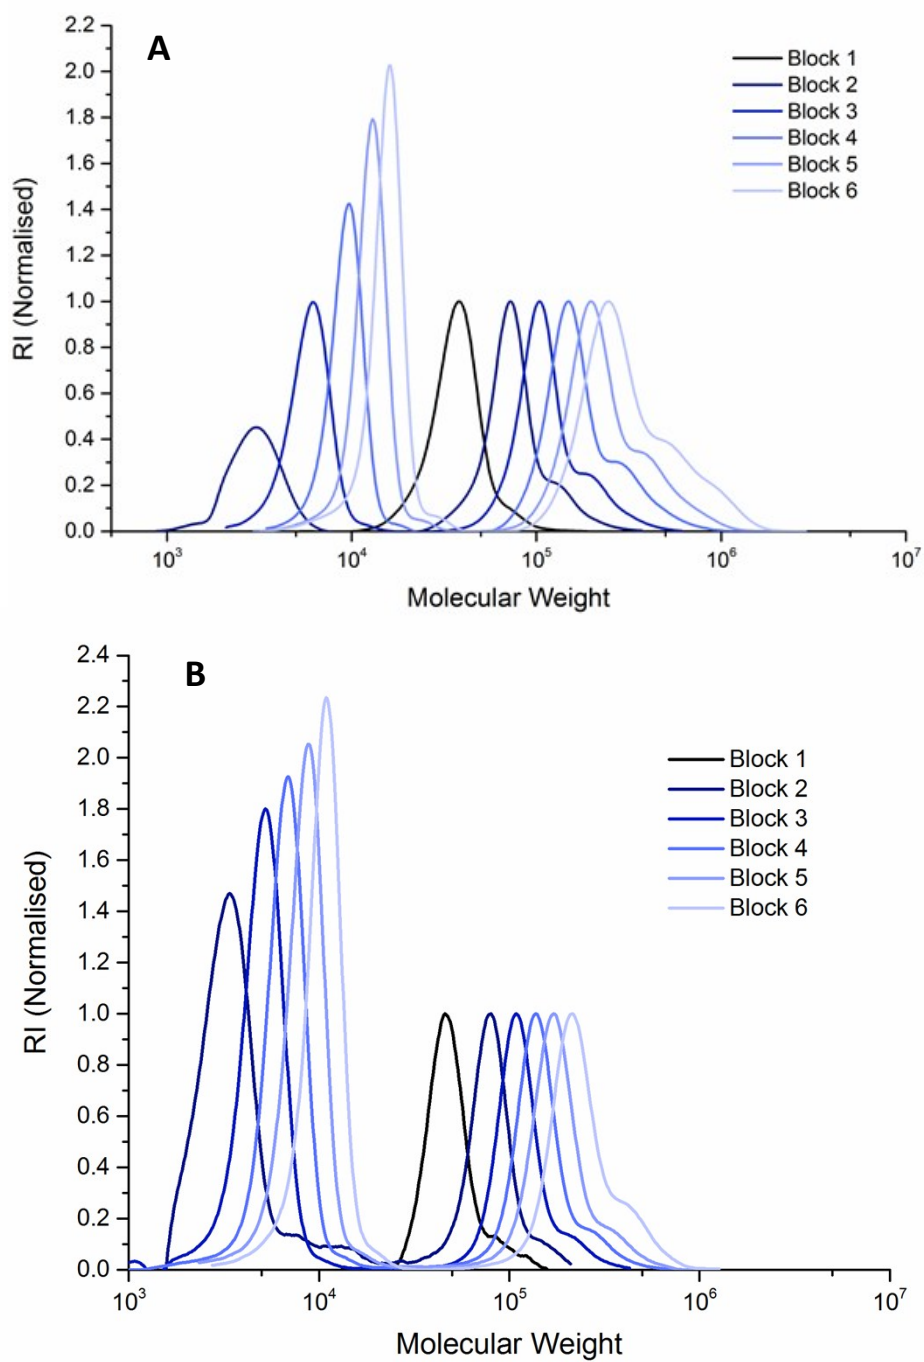 A
RI (Normalised)
2.2
2.0
1.8
1.6
1.4
1.2
1.0
0.8
0.6
0.4
0.2
0.0
Block 1
Block 2
Block 3
Block 4
Block 5
Block 6
10³ 10⁴ 10⁵ 10⁶ 10⁷
Molecular Weight
B
RI (Normalised)
2.4
2.2
2.0
1.8
1.6
1.4
1.2
1.0
0.8
0.6
0.4
0.2
0.0
Block 1
Block 2
Block 3
Block 4
Block 5
Block 6
10³ 10⁴ 10⁵ 10⁶ 10⁷
Molecular Weight